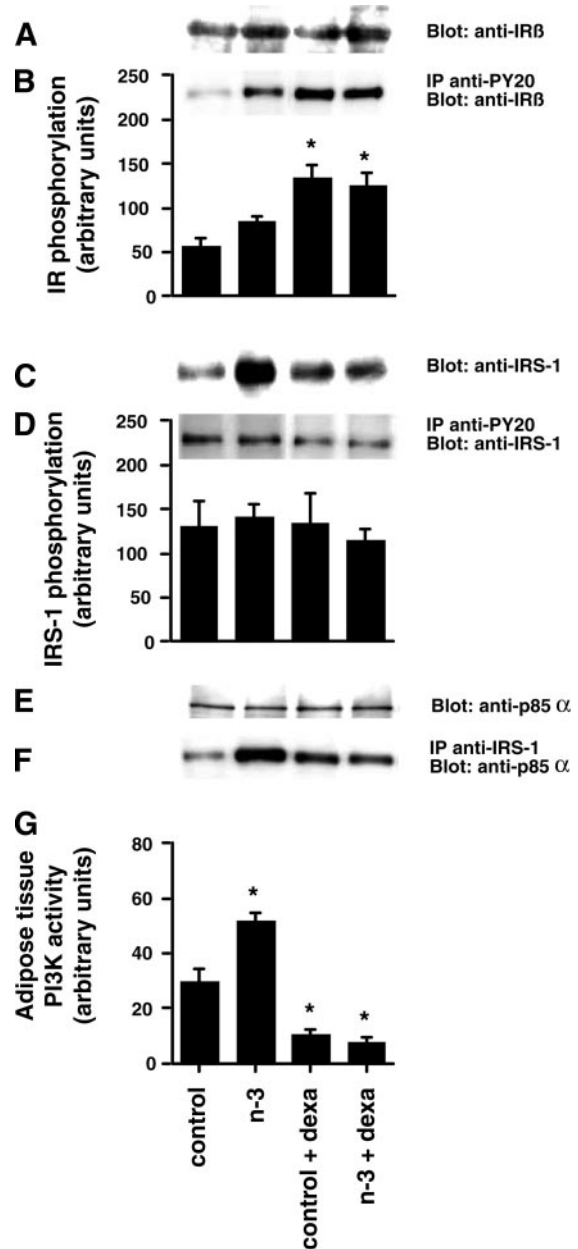 A
Blot: anti-IRß
B
IP anti-PY20
Blot: anti-IRß
IR phosphorylation
(arbitrary units)
250
200
150
100
50
0
*
*
C
Blot: anti-IRS-1
D
IP anti-PY20
Blot: anti-IRS-1
IRS-1 phosphorylation
(arbitrary units)
250
200
150
100
50
0
E
Blot: anti-p85 α
F
IP anti-IRS-1
Blot: anti-p85 α
G
Adipose tissue
PI3K activity
(arbitrary units)
80
60
40
20
0
*
*
*
control
n-3
control + dexa
n-3 + dexa